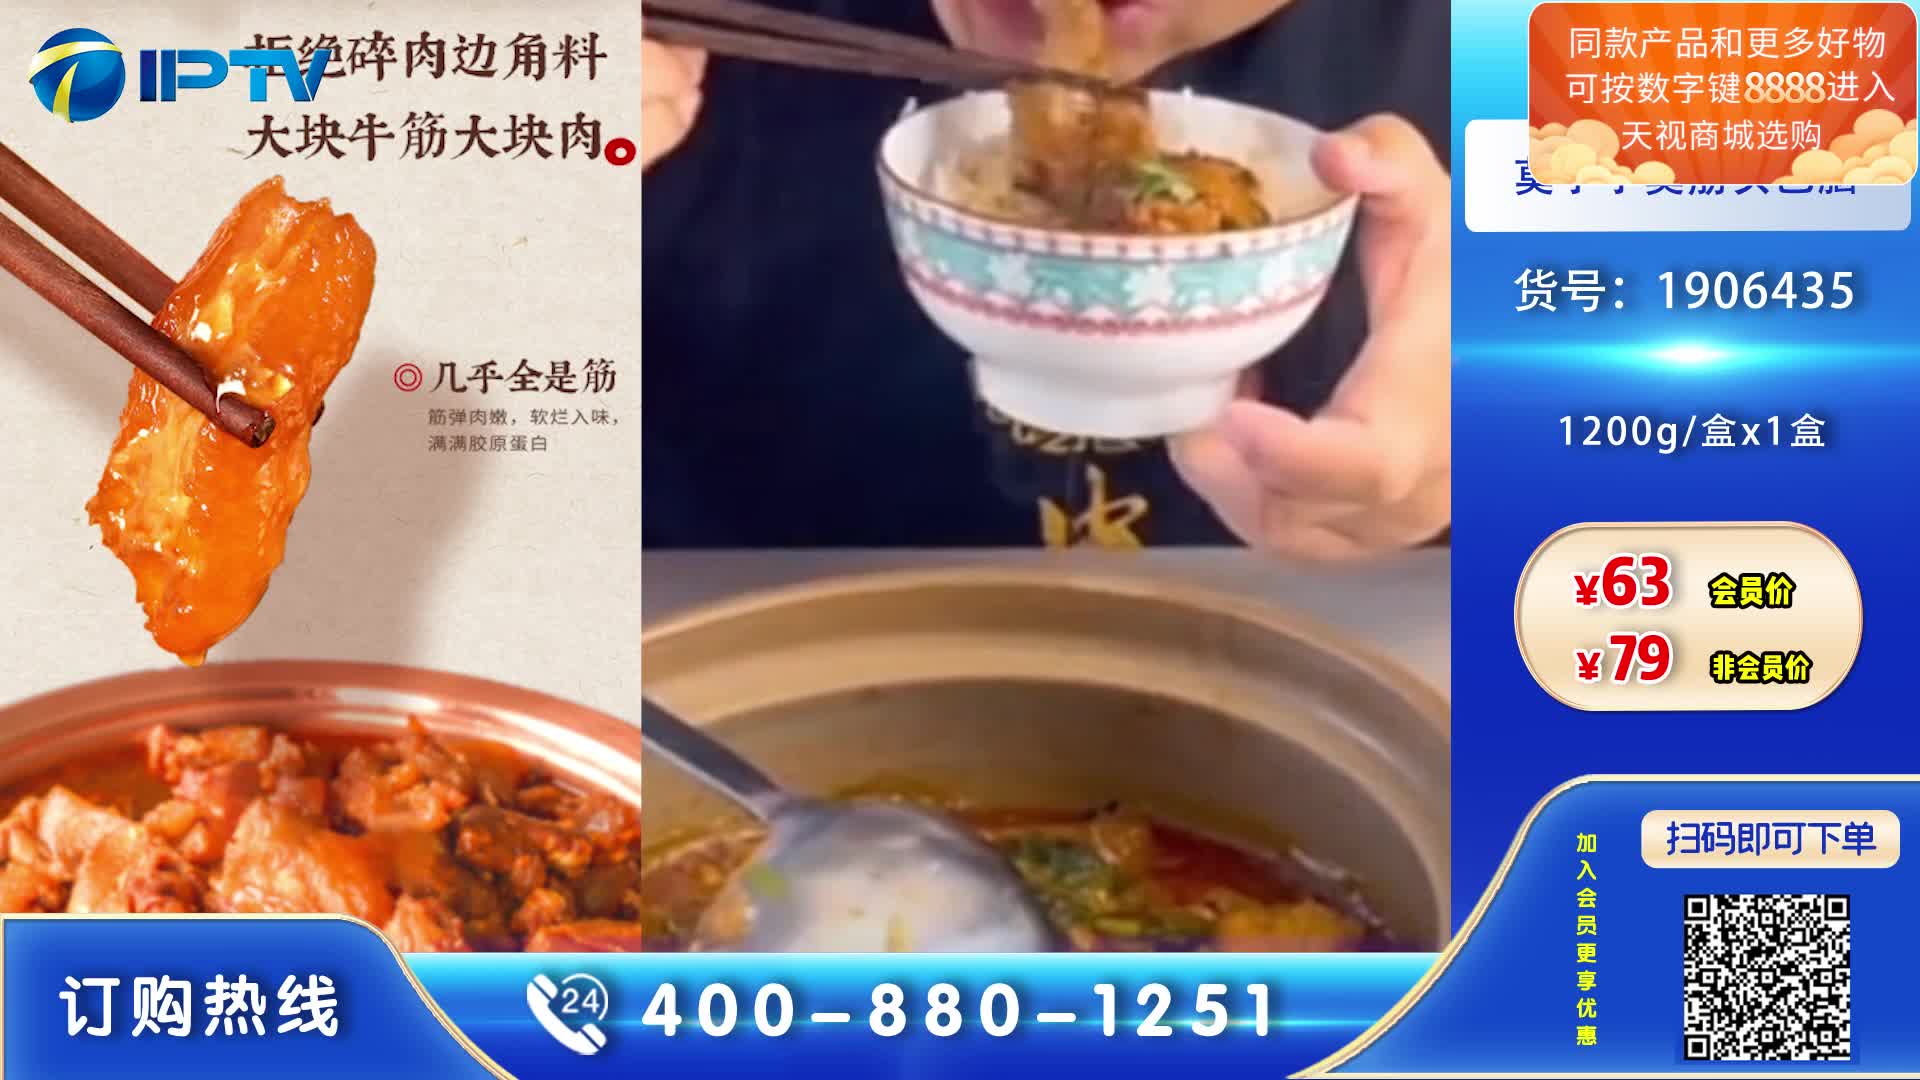 IPTV
拒绝碎肉边角料
大块牛筋大块肉
几乎全是筋
筋弹肉嫩，软烂入味，
满满胶原蛋白
同款产品和更多好物
可按数字键8888进入
天视商城选购
货号：1906435
1200g/盒x1盒
¥63 会员价
¥79 非会员价
扫码即可下单
加入会员更享优惠
订购热线
24
400-880-1251